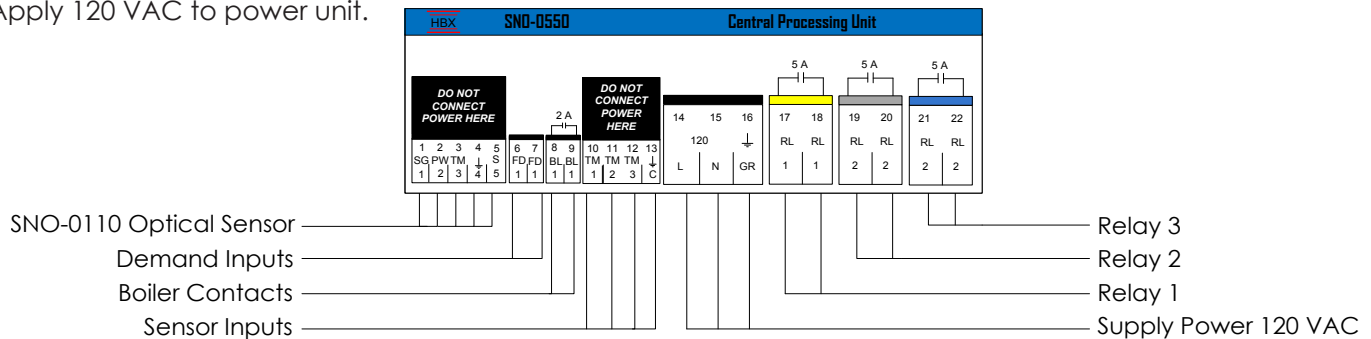 Apply 120 VAC to power unit.
HBX SNO-0550 Central Processing Unit
5 A 5 A 5 A
DO NOT CONNECT POWER HERE
2 A
DO NOT CONNECT POWER HERE
14 15 16 17 18 19 20 21 22
120 ⏚ RL RL RL RL RL RL
1 2 3 4 5 6 7 8 9 10 11 12 13
SG PW TM ⏚ S FD FD BL BL TM TM TM ↓
1 2 3 4 5 1 1 1 1 1 2 3 C
L N GR 1 1 2 2 2 2
SNO-0110 Optical Sensor
Demand Inputs
Boiler Contacts
Sensor Inputs
Relay 3
Relay 2
Relay 1
Supply Power 120 VAC